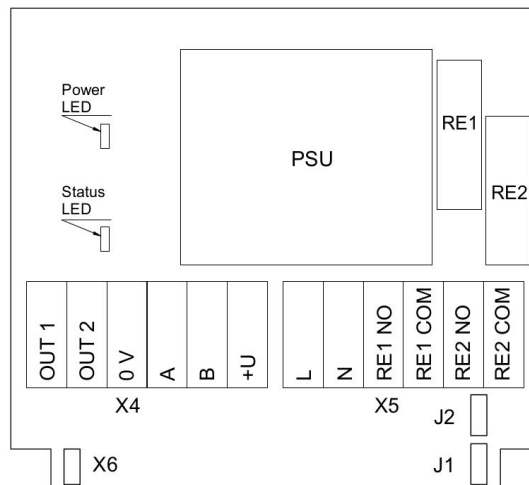 Power
LED
RE1
PSU
RE2
Status
LED
OUT 1
OUT 2
0 V
A
B
+U
L
N
RE1 NO
RE1 COM
RE2 NO
RE2 COM
X4
X5
J2
X6
J1